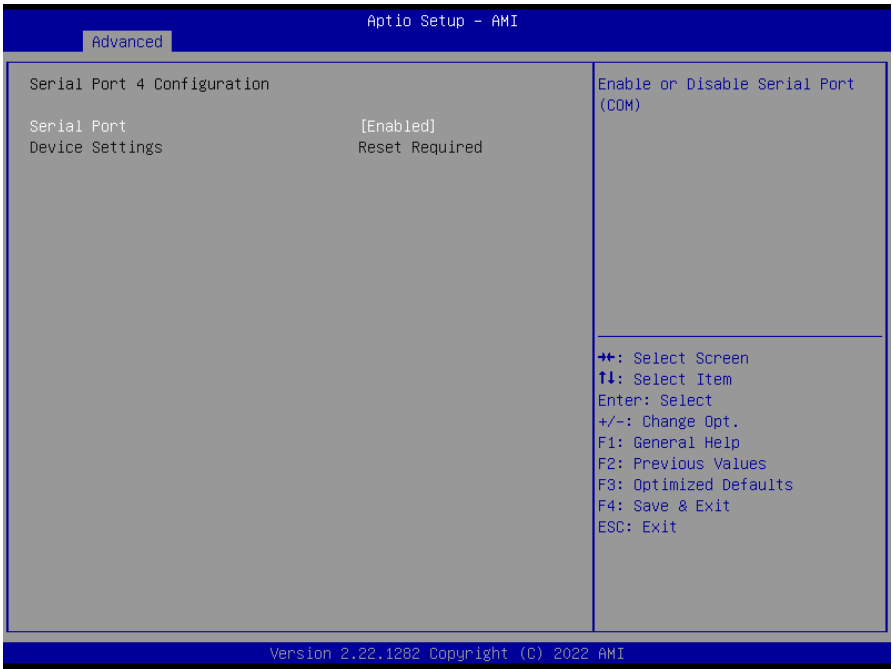 Aptio Setup – AMI
Advanced
Serial Port 4 Configuration
Serial Port [Enabled]
Device Settings Reset Required
Enable or Disable Serial Port
(COM)
→←: Select Screen
↑↓: Select Item
Enter: Select
+/-: Change Opt.
F1: General Help
F2: Previous Values
F3: Optimized Defaults
F4: Save & Exit
ESC: Exit
Version 2.22.1282 Copyright (C) 2022 AMI